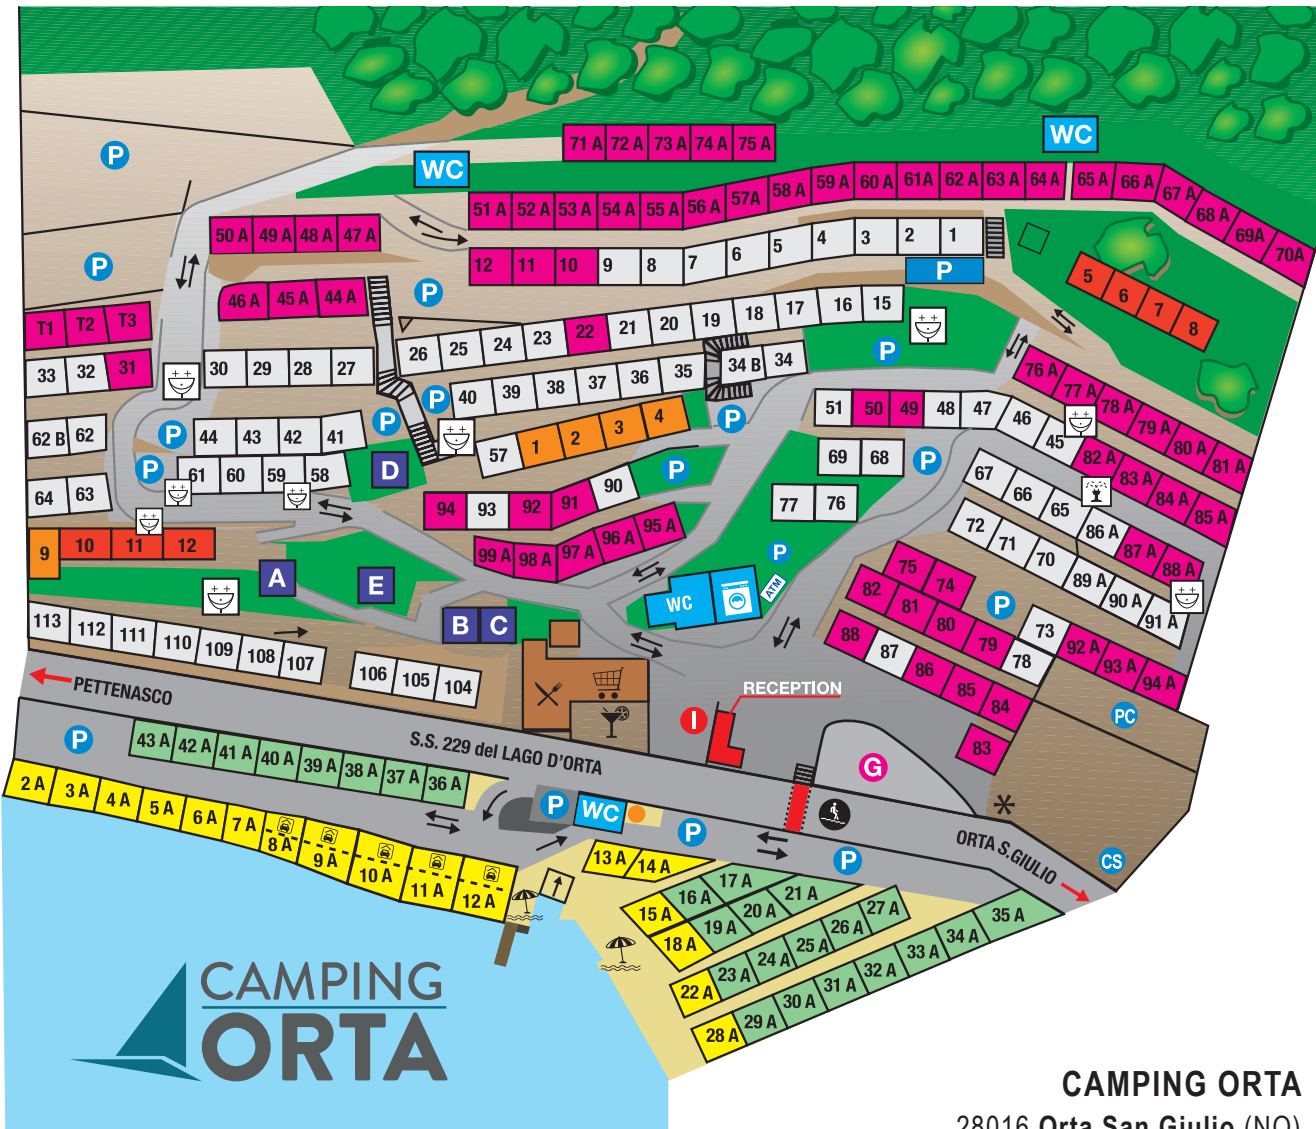 P
WC
71 A 72 A 73 A 74 A 75 A
WC
51 A 52 A 53 A 54 A 55 A 56 A 57A 58 A 59 A 60 A 61A 62 A 63 A 64 A 65 A 66 A 67 A 68 A 69A 70A
50 A 49 A 48 A 47 A
12 11 10 9 8 7 6 5 4 3 2 1
P
P
5 6 7 8
P
46 A 45 A 44 A
T1 T2 T3
26 25 24 23 22 21 20 19 18 17 16 15
P
33 32 31
30 29 28 27
40 39 38 37 36 35 34 B 34
76 A 77 A 78 A 79 A 80 A 81 A
P
51 50 49 48 47 46 45 82 A 83 A 84 A 85 A
62 B 62
P
44 43 42 41
P
57 1 2 3 4
P
69 68
P
P
61 60 59 58
D
P
67 66 65 86 A 87 A 88 A
64 63
94 93 92 91 90
77 76
72 71 70 89 A 90 A 91 A
9 10 11 12
99 A 98 A 97 A 96 A 95 A
P
A
E
WC
ATM
75 74
P
82 81 80 79 78
73 92 A 93 A 94 A
B C
113 112 111 110 109 108 107
106 105 104
88 87 86 85 84
83
PETTENASCO
RECEPTION
I
PC
G
P
43 A 42 A 41 A 40 A 39 A 38 A 37 A 36 A
S.S. 229 del LAGO D'ORTA
2 A 3 A 4 A 5 A 6 A 7 A 8 A 9 A 10 A 11 A 12 A
P
WC
P
*
ORTA S.GIULIO
CS
P
13 A 14 A
15 A 16 A 17 A
18 A 19 A 20 A 21 A
22 A 23 A 24 A 25 A 26 A 27 A
28 A 29 A 30 A 31 A 32 A 33 A 34 A 35 A
CAMPING
ORTA
CAMPING ORTA
28016 Orta San Giulio (NO)